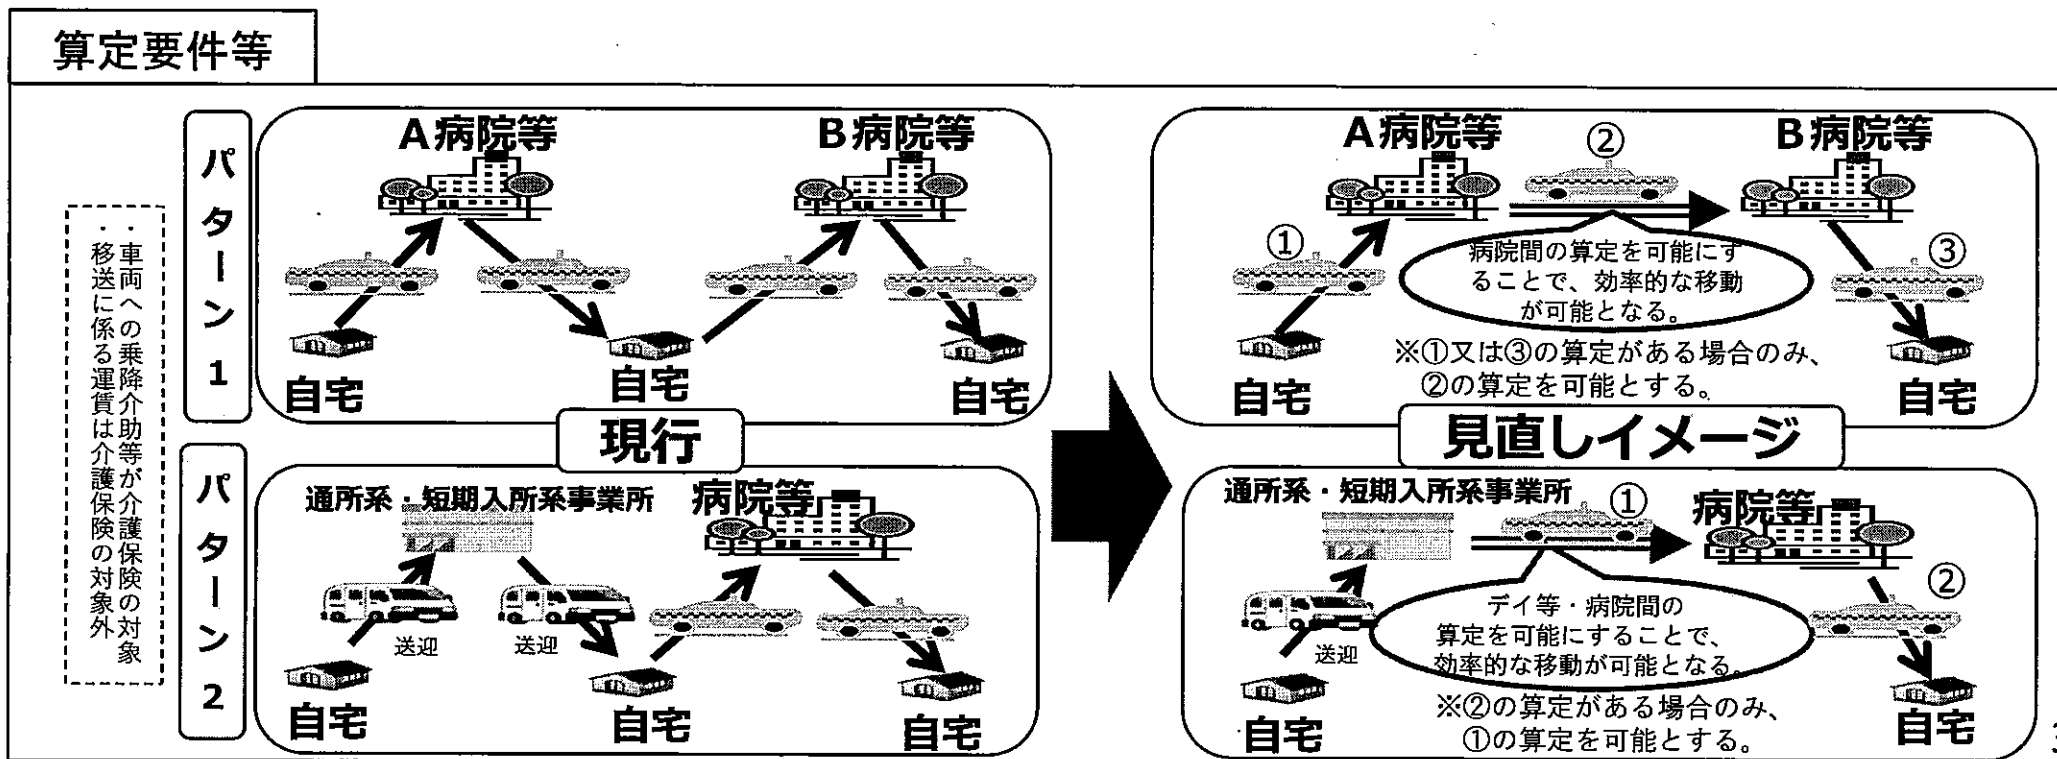 算定要件等
・車両への乗降介助等が介護保険の対象
・移送に係る運賃は介護保険の対象外
パターン1
A病院等
B病院等
自宅
自宅
自宅
現行
パターン2
通所系・短期入所系事業所
病院等
送迎
送迎
自宅
自宅
自宅
A病院等
②
B病院等
①
③
病院間の算定を可能にす
ることで、効率的な移動
が可能となる。
※①又は③の算定がある場合のみ、
②の算定を可能とする。
自宅
自宅
見直しイメージ
通所系・短期入所系事業所
①
病院等
②
送迎
デイ等・病院間の
算定を可能にすることで、
効率的な移動が可能となる。
※②の算定がある場合のみ、
①の算定を可能とする。
自宅
自宅